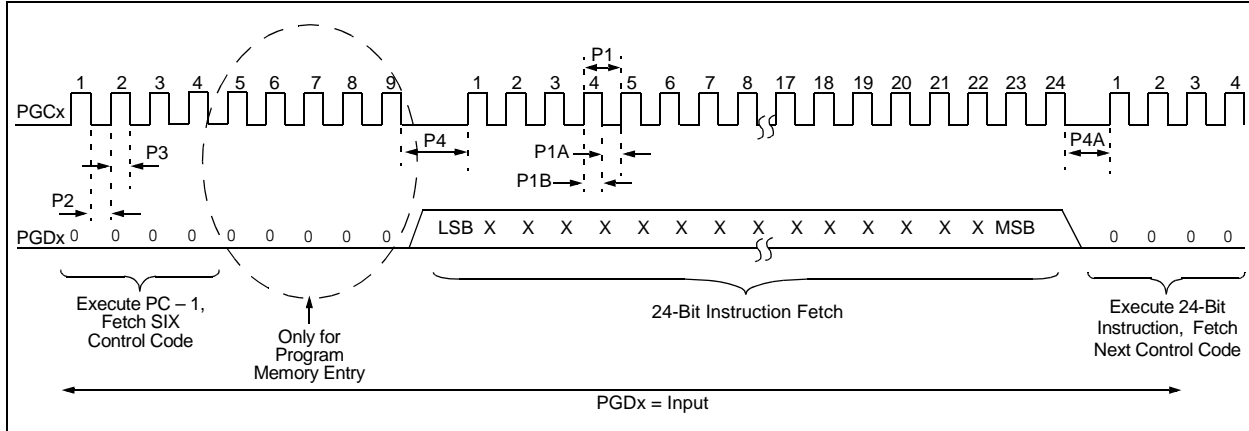 P1
1 2 3 4 5 6 7 8 9 1 2 3 4 5 6 7 8 17 18 19 20 21 22 23 24 1 2 3 4
PGCx
P3 P4 P1A P4A
P1B
P2
LSB X X X X X X X X X X X X X X MSB
PGDx 0 0 0 0 0 0 0 0 0 0 0 0 0
Execute PC – 1,
Fetch SIX
Control Code
Only for
Program
Memory Entry
24-Bit Instruction Fetch
Execute 24-Bit
Instruction, Fetch
Next Control Code
PGDx = Input